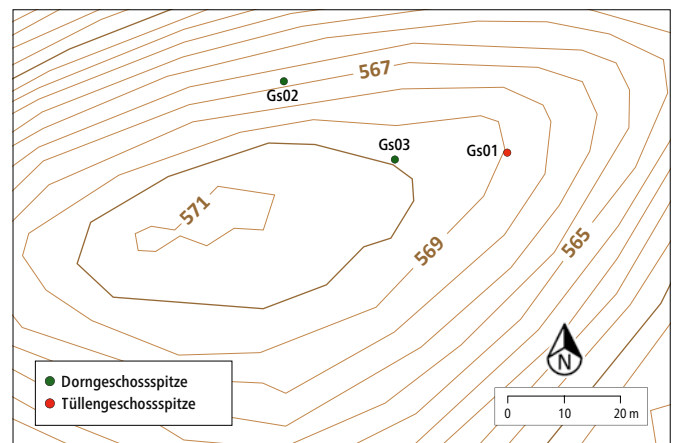 567
Gs02
Gs03
Gs01
571
569
565
N
Dorngeschossspitze
Tüllengeschossspitze
0 10 20 m